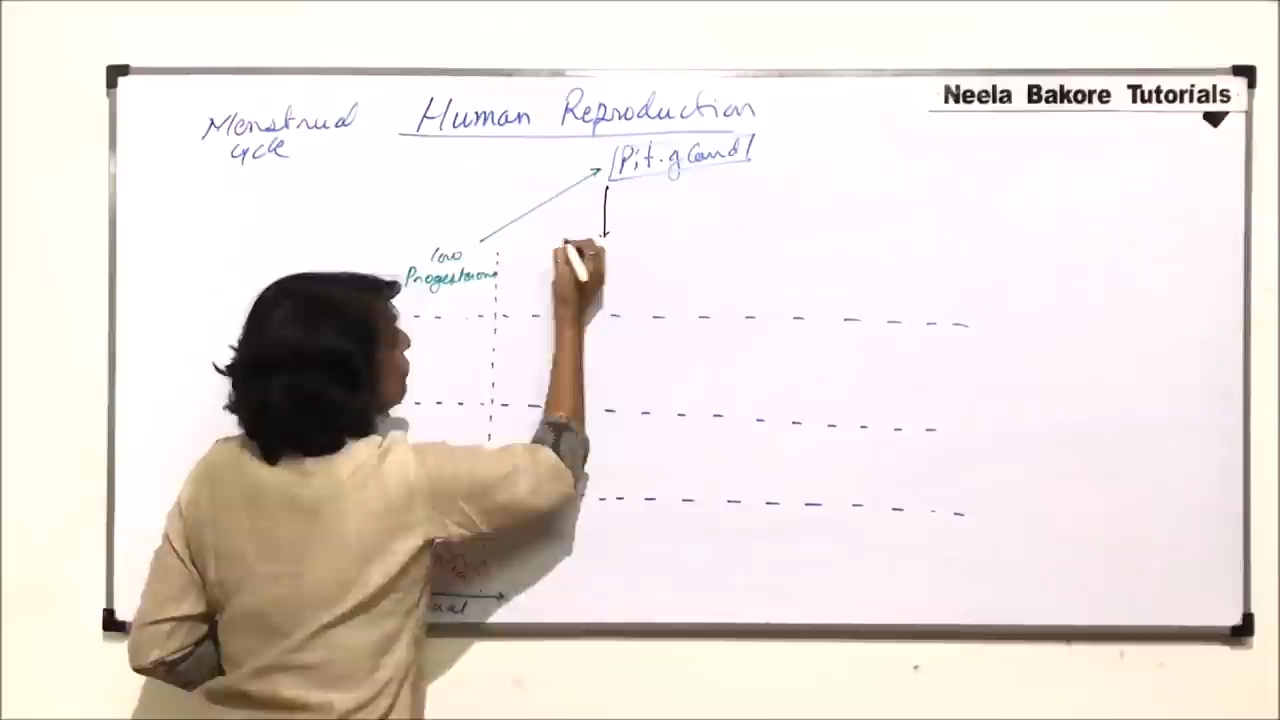 Neela Bakore Tutorials
Human Reproduction
Menstrual
cycle
Pit. gland
low
Progesterone